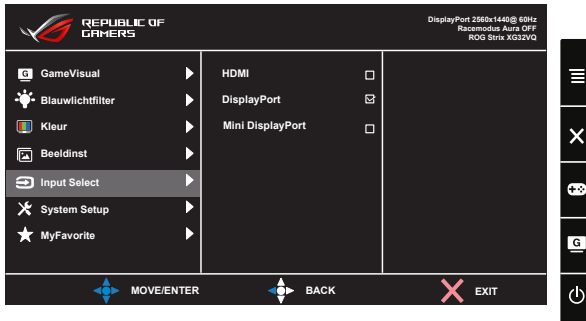 REPUBLIC OF
GAMERS
DisplayPort 2560x1440@ 60Hz
Racemodus Aura OFF
ROG Strix XG32VQ
G GameVisual
Blauwlichtfilter
Kleur
Beeldinst
Input Select
System Setup
MyFavorite
HDMI
DisplayPort
Mini DisplayPort
MOVE/ENTER
BACK
EXIT
G